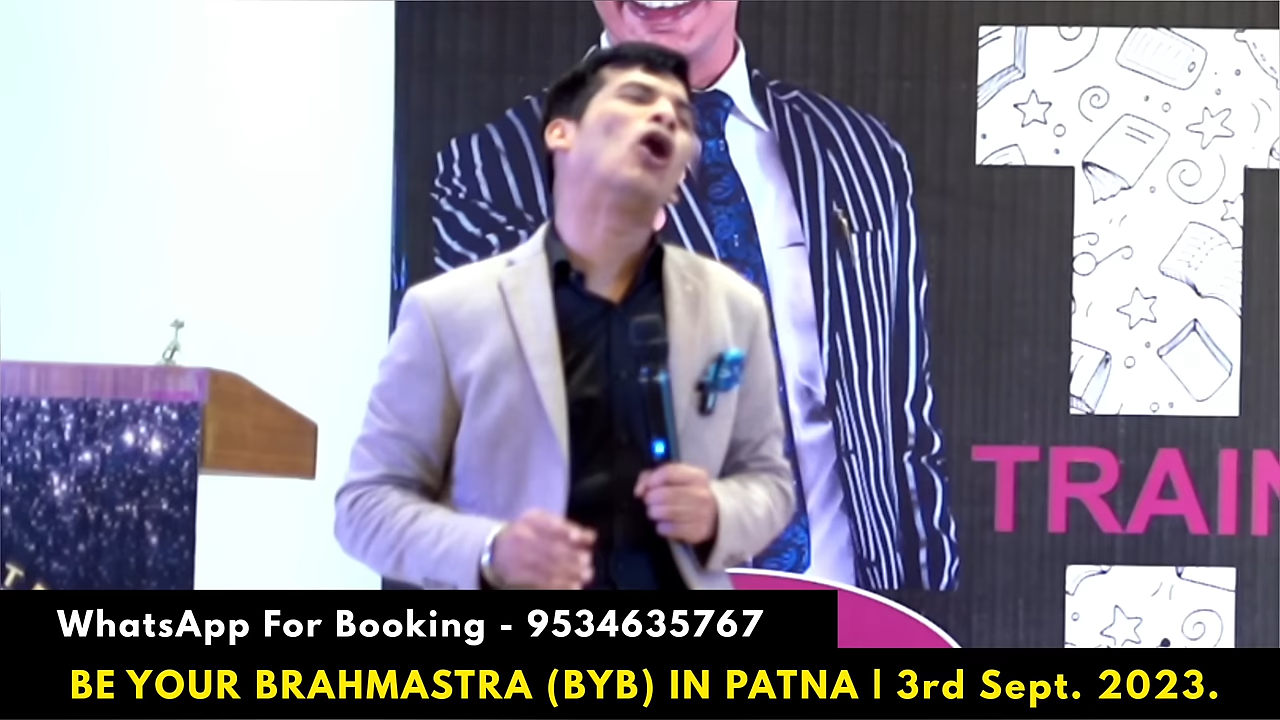 T
TRAIN
WhatsApp For Booking - 9534635767
BE YOUR BRAHMASTRA (BYB) IN PATNA | 3rd Sept. 2023.